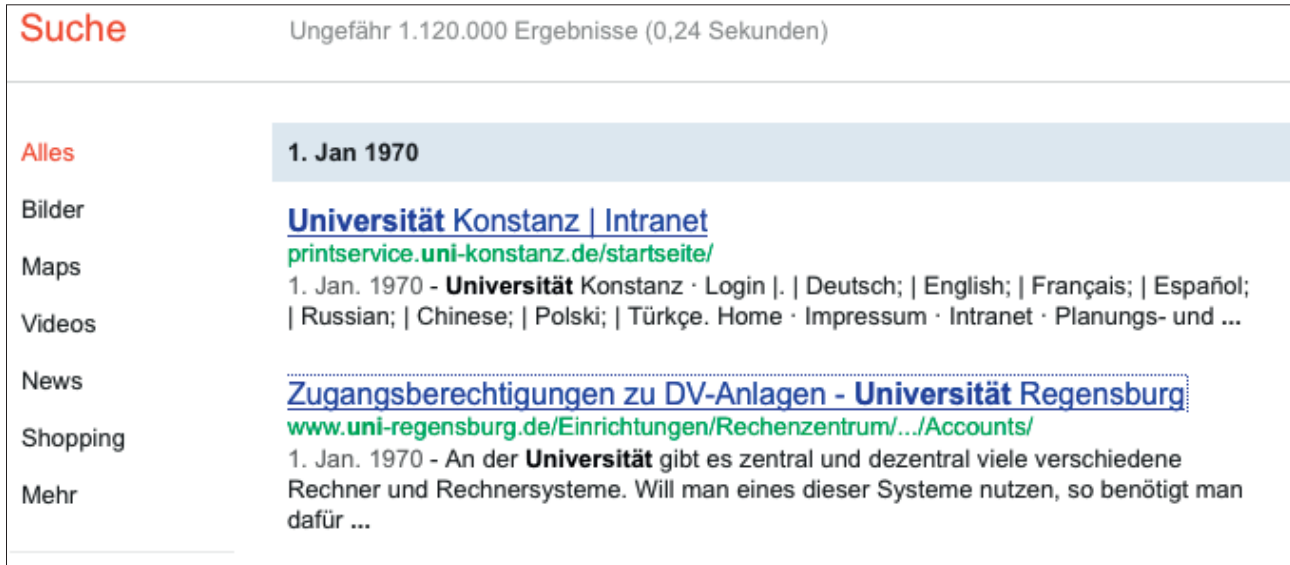 Suche
Ungefähr 1.120.000 Ergebnisse (0,24 Sekunden)
Alles
Bilder
Maps
Videos
News
Shopping
Mehr
1. Jan 1970
Universität Konstanz | Intranet
printservice.uni-konstanz.de/startseite/
1. Jan. 1970 - Universität Konstanz · Login |. | Deutsch; | English; | Français; | Español;
| Russian; | Chinese; | Polski; | Türkçe. Home · Impressum · Intranet · Planungs- und ...
Zugangsberechtigungen zu DV-Anlagen - Universität Regensburg
www.uni-regensburg.de/Einrichtungen/Rechenzentrum/.../Accounts/
1. Jan. 1970 - An der Universität gibt es zentral und dezentral viele verschiedene
Rechner und Rechnersysteme. Will man eines dieser Systeme nutzen, so benötigt man
dafür ...